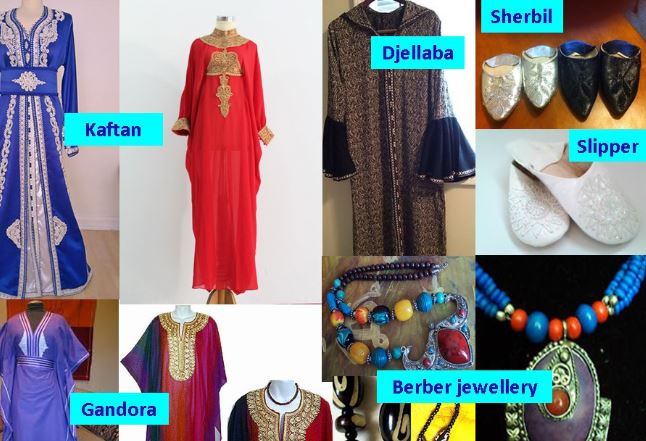 Sherbil
Djellaba
Kaftan
Slipper
Berber jewellery
Gandora